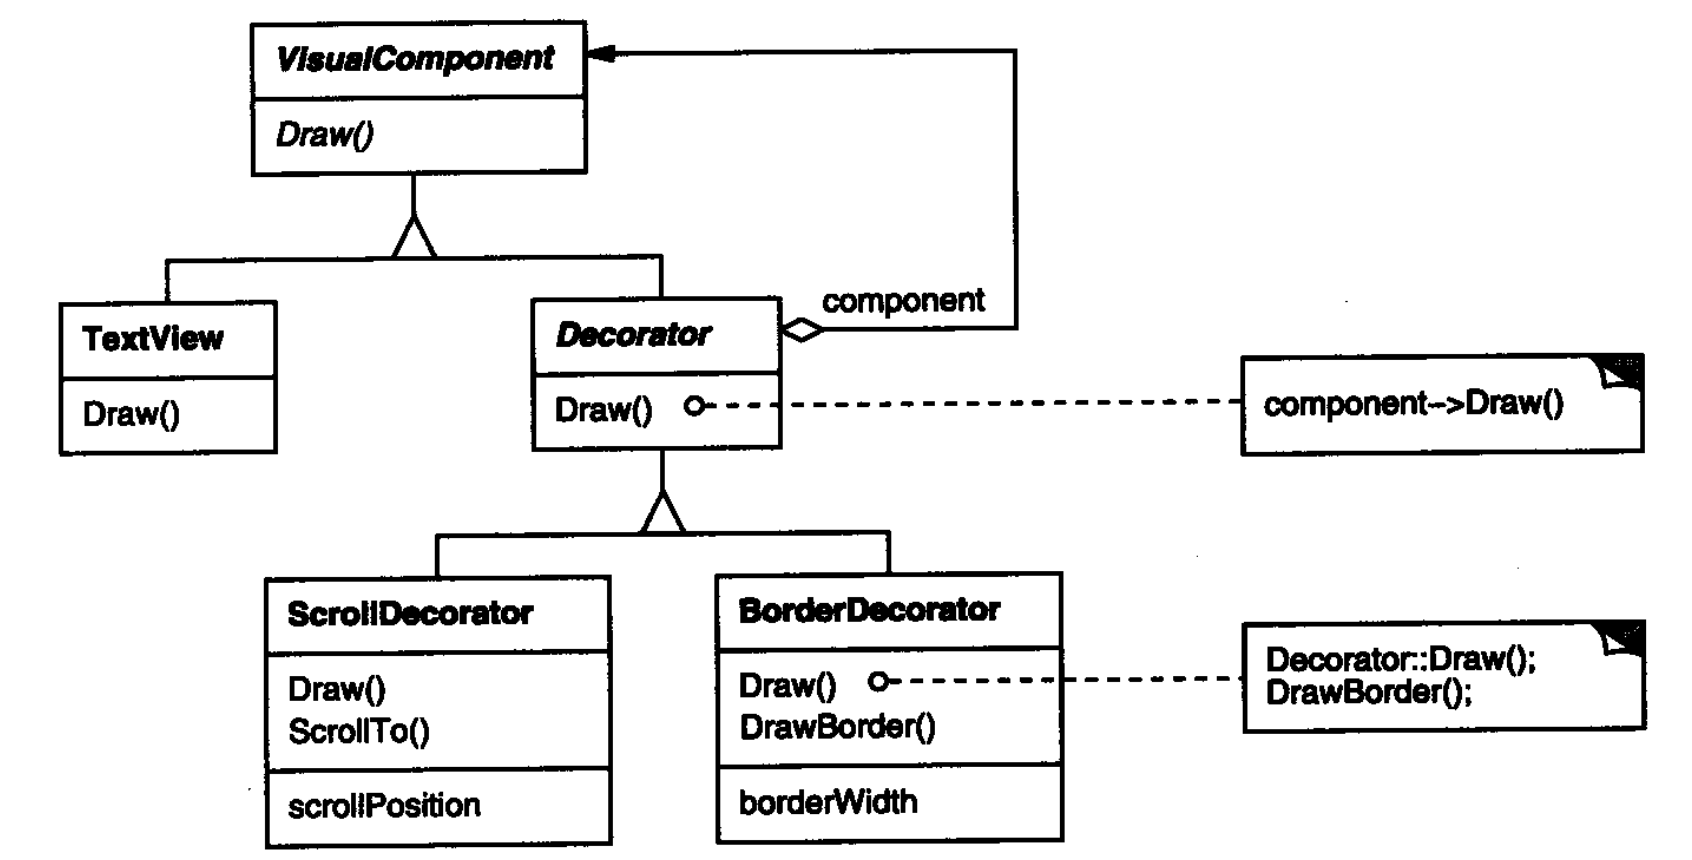 VisualComponent
Draw()
component
TextView
Draw()
Decorator
Draw()
component–>Draw()
ScrollDecorator
Draw()
ScrollTo()
scrollPosition
BorderDecorator
Draw()
DrawBorder()
borderWidth
Decorator::Draw();
DrawBorder();